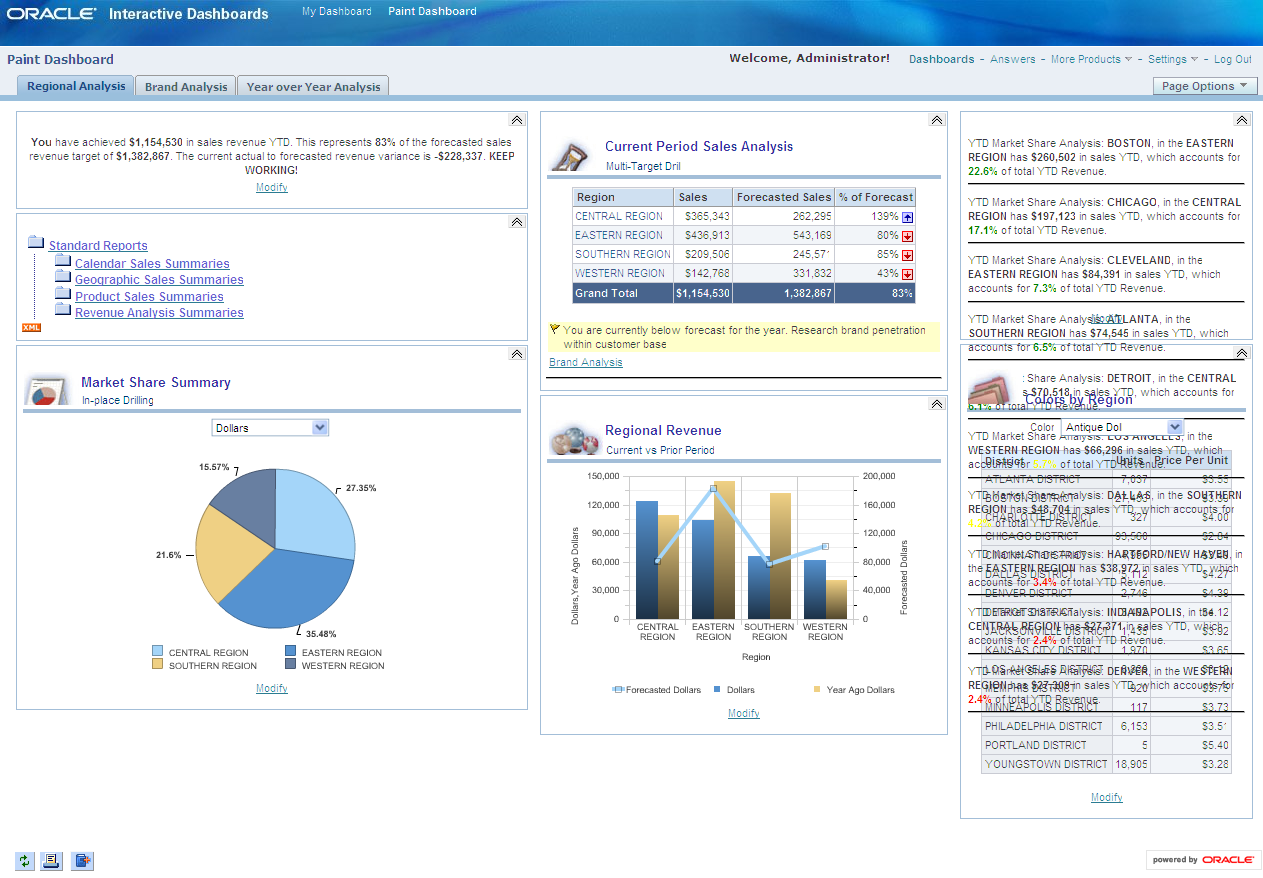 ORACLE Interactive Dashboards
My Dashboard Paint Dashboard
Paint Dashboard
Welcome, Administrator! Dashboards - Answers - More Products - Settings - Log Out
Regional Analysis Brand Analysis Year over Year Analysis
Page Options
You have achieved $1,154,530 in sales revenue YTD. This represents 83% of the forecasted sales
revenue target of $1,382,867. The current actual to forecasted revenue variance is -$228,337. KEEP
WORKING!
Modify
Standard Reports
Calendar Sales Summaries
Geographic Sales Summaries
Product Sales Summaries
Revenue Analysis Summaries
XML
Market Share Summary
In-place Drilling
Dollars
15.57%
27.35%
21.6%
35.48%
CENTRAL REGION EASTERN REGION
SOUTHERN REGION WESTERN REGION
Modify
Current Period Sales Analysis
Multi-Target Dril
Region Sales Forecasted Sales % of Forecast
CENTRAL REGION $365,343 262,295 139%
EASTERN REGION $436,913 543,169 80%
SOUTHERN REGION $209,506 245,571 85%
WESTERN REGION $142,768 331,832 43%
Grand Total $1,154,530 1,382,867 83%
You are currently below forecast for the year. Research brand penetration
within customer base
Brand Analysis
Regional Revenue
Current vs Prior Period
150,000 200,000
120,000 160,000
90,000 120,000
60,000 80,000
30,000 40,000
0 0
Dollars,Year Ago Dollars
Forecasted Dollars
CENTRAL REGION EASTERN REGION SOUTHERN REGION WESTERN REGION
Region
Forecasted Dollars Dollars Year Ago Dollars
Modify
YTD Market Share Analysis: BOSTON, in the EASTERN
REGION has $260,502 in sales YTD, which accounts for
22.6% of total YTD Revenue.
YTD Market Share Analysis: CHICAGO, in the CENTRAL
REGION has $197,123 in sales YTD, which accounts for
17.1% of total YTD Revenue.
YTD Market Share Analysis: CLEVELAND, in the
EASTERN REGION has $84,391 in sales YTD, which
accounts for 7.3% of total YTD Revenue.
YTD Market Share Analysis: ATLANTA, in the
SOUTHERN REGION has $74,545 in sales YTD, which
accounts for 6.5% of total YTD Revenue.
Share Analysis: DETROIT, in the CENTRAL
$70,518 in sales YTD, which accounts for
6.1% of total YTD Revenue.
Colors by Region
Color Antique Dol
YTD Market Share Analysis: LOS ANGELES, in the
WESTERN REGION has $66,296 in sales YTD, which
accounts for of total YTD Revenue.
District Units Price Per Unit
ATLANTA DISTRICT 7,037 $3.55
YTD Market Share Analysis: DALLAS, in the SOUTHERN
REGION has $48,704 in sales YTD, which accounts for
of total YTD Revenue.
BOSTON DISTRICT
CHARLOTTE DISTRICT 327 $4.00
CHICAGO DISTRICT
YTD Market Share Analysis: HARTFORD/NEW HAVEN, in
the EASTERN REGION has $38,972 in sales YTD, which
accounts for 3.4% of total YTD Revenue.
CINCINNATI DISTRICT
DALLAS DISTRICT 5,112 $4.27
DENVER DISTRICT 2,746 $4.39
YTD Market Share Analysis: INDIANAPOLIS, in the
CENTRAL REGION has $27,371 in sales YTD, which
accounts for 2.4% of total YTD Revenue.
DETROIT DISTRICT $4.12
JACKSONVILLE DISTRICT 1,435 $3.92
KANSAS CITY DISTRICT 1,970 $3.65
YTD Market Share Analysis: DENVER, in the WESTERN
REGION has $27,309 in sales YTD, which accounts for
2.4% of total YTD Revenue.
LOS ANGELES DISTRICT
MEMPHIS DISTRICT 920
MINNEAPOLIS DISTRICT 117 $3.73
PHILADELPHIA DISTRICT 6,153 $3.51
PORTLAND DISTRICT 5 $5.40
YOUNGSTOWN DISTRICT 18,905 $3.28
Modify
powered by ORACLE